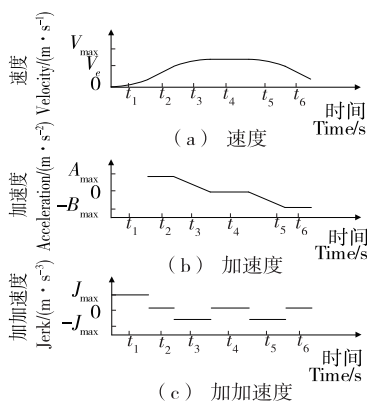 速度
Velocity/(m·s⁻¹)
V_max
V_e
0
t₁ t₂ t₃ t₄ t₅ t₆
时间
Time/s
(a) 速度
加速度
Acceleration/(m·s⁻²)
A_max
0
-B_max
t₁ t₂ t₃ t₄ t₅ t₆
时间
Time/s
(b) 加速度
加加速度
Jerk/(m·s⁻³)
J_max
0
-J_max
t₁ t₂ t₃ t₄ t₅ t₆
时间
Time/s
(c) 加加速度